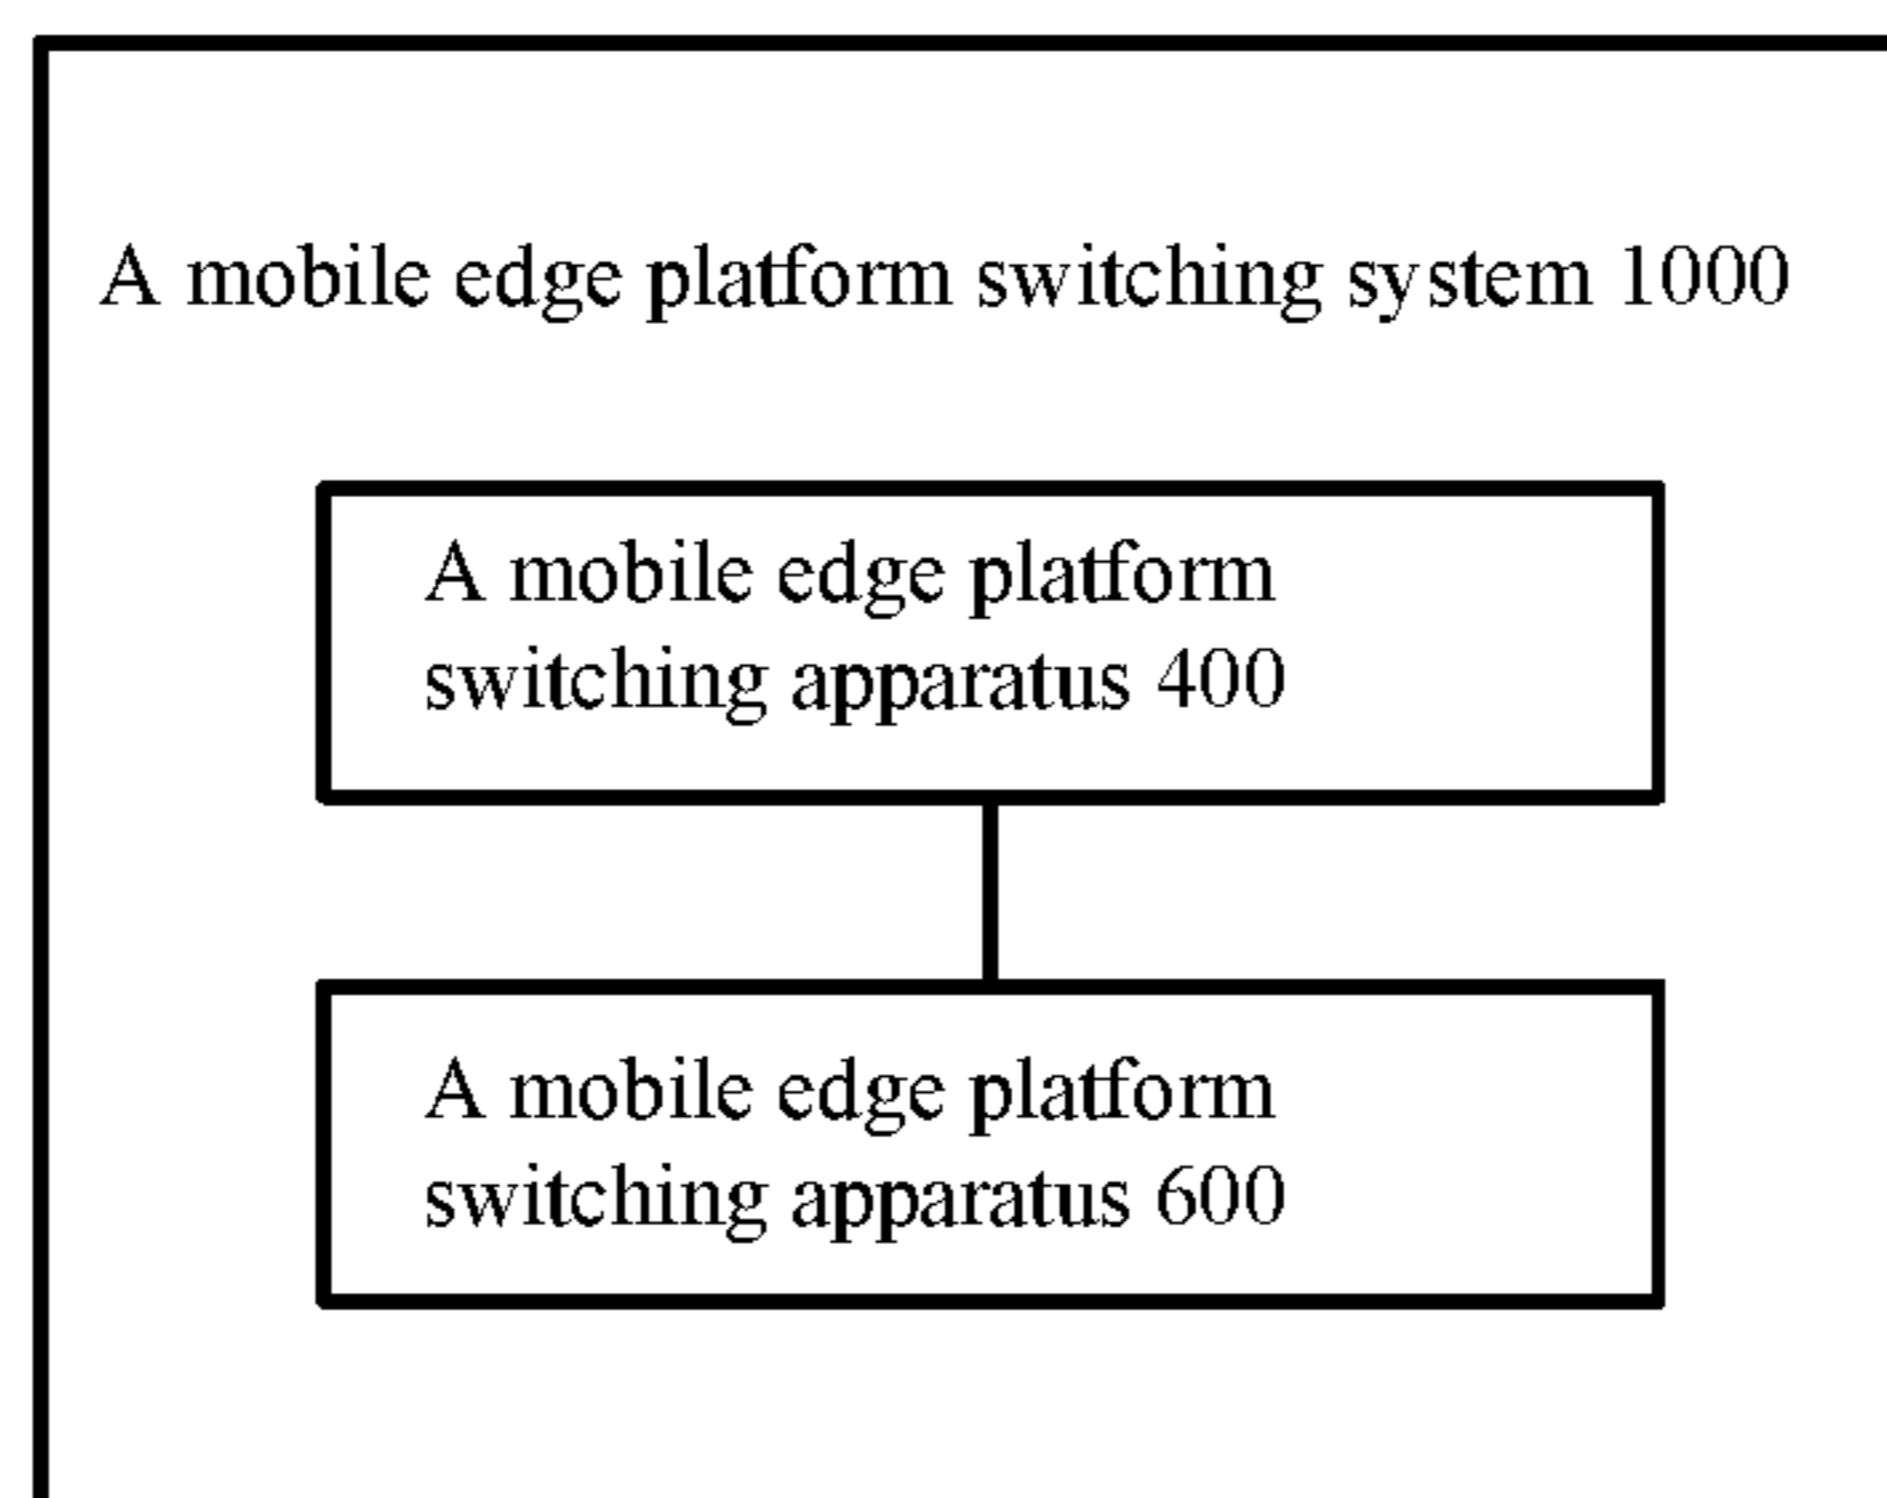 A mobile edge platform switching system 1000
A mobile edge platform
switching apparatus 400
A mobile edge platform
switching apparatus 600